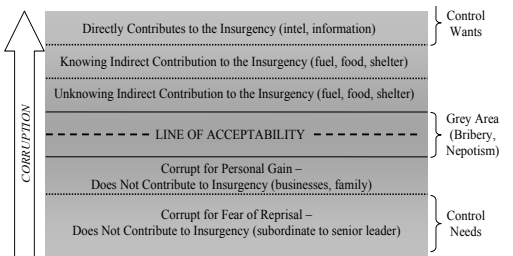 CORRUPTION
Directly Contributes to the Insurgency (intel, information)
Knowing Indirect Contribution to the Insurgency (fuel, food, shelter)
Unknowing Indirect Contribution to the Insurgency (fuel, food, shelter)
LINE OF ACCEPTABILITY
Corrupt for Personal Gain –
Does Not Contribute to Insurgency (businesses, family)
Corrupt for Fear of Reprisal –
Does Not Contribute to Insurgency (subordinate to senior leader)
Control
Wants
Grey Area
(Bribery,
Nepotism)
Control
Needs